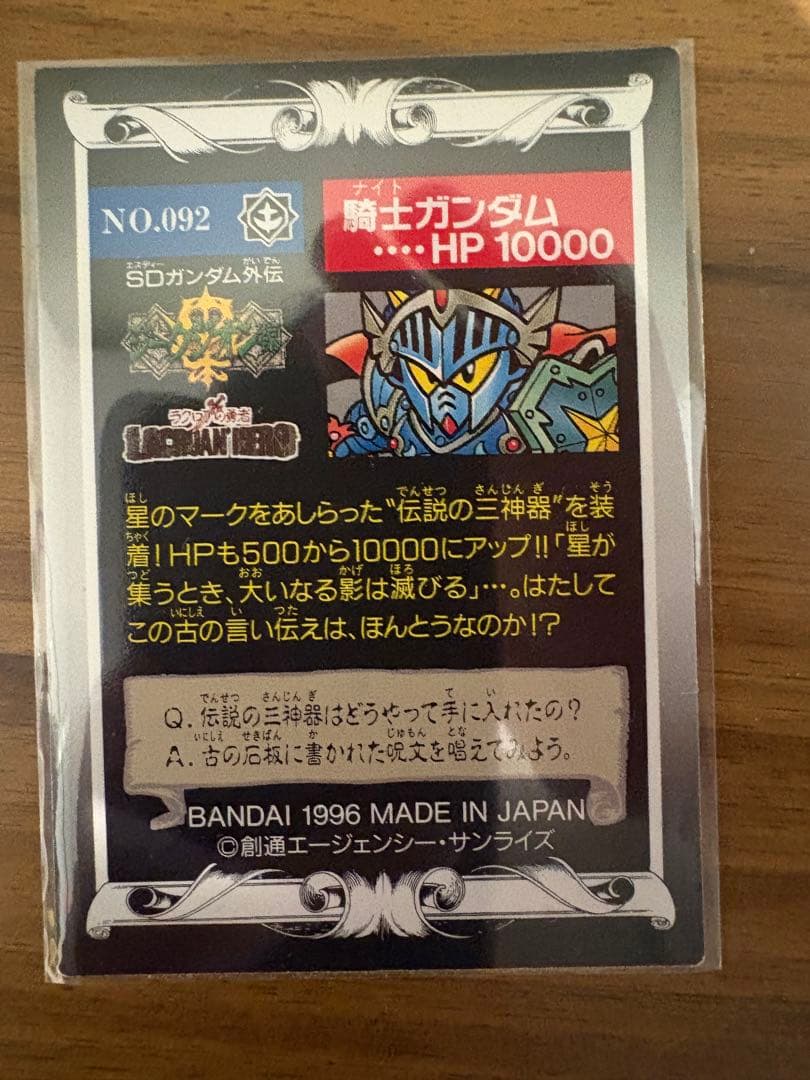 NO.092
ナイト
騎士ガンダム
‥‥HP 10000
エスディー がいでん
SDガンダム外伝
ジークジオン編
ラクロアの勇者
LACROAN HERO
ほし でんせつ さんじんぎ そう
星のマークをあしらった“伝説の三神器”を装
ちゃく ほし
着!HPも500から10000にアップ!!「星が
つど おお かげ ほろ
集うとき、大いなる影は滅びる」…。はたして
いにしえ い つた
この古の言い伝えは、ほんとうなのか!?
でんせつ さんじんぎ て い
Q.伝説の三神器はどうやって手に入れたの?
いにしえ せきばん か じゅもん とな
A.古の石板に書かれた呪文を唱えてみよう。
BANDAI 1996 MADE IN JAPAN
©創通エージェンシー・サンライズ